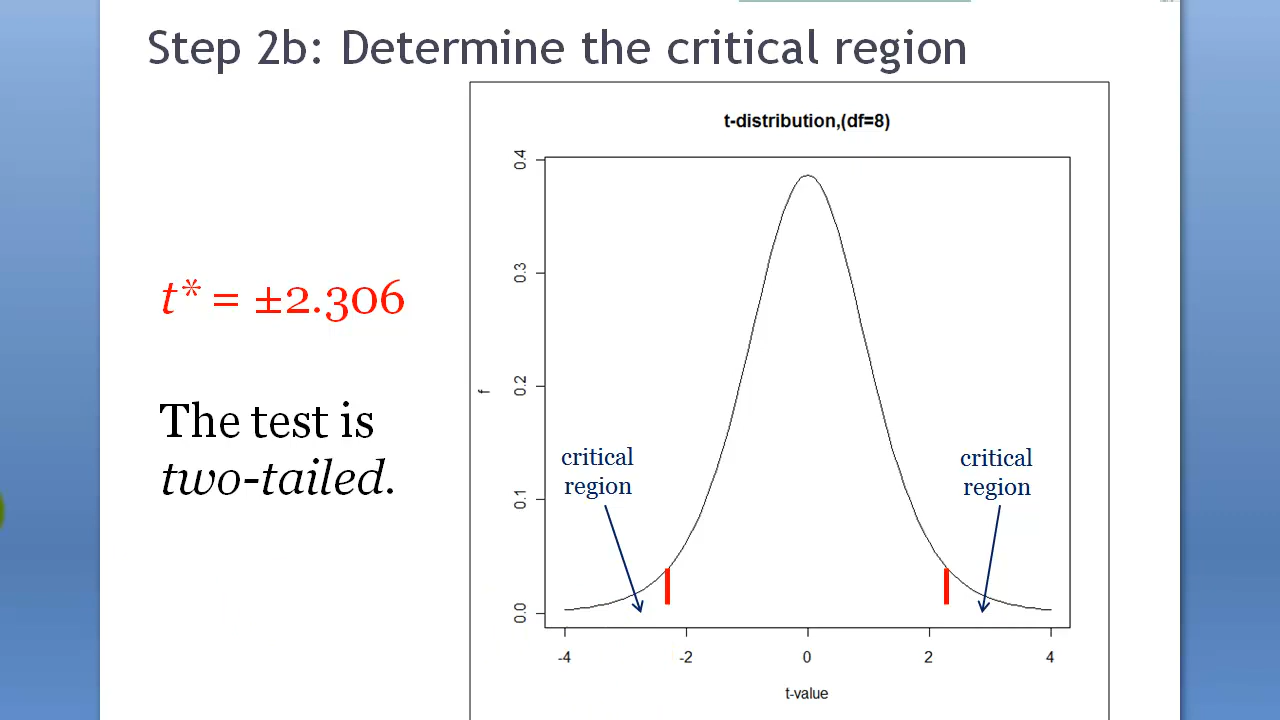 Step 2b: Determine the critical region
t-distribution,(df=8)
t* = ±2.306
The test is
two-tailed.
f
0.4
0.3
0.2
0.1
0.0
critical
region
critical
region
-4
-2
0
2
4
t-value